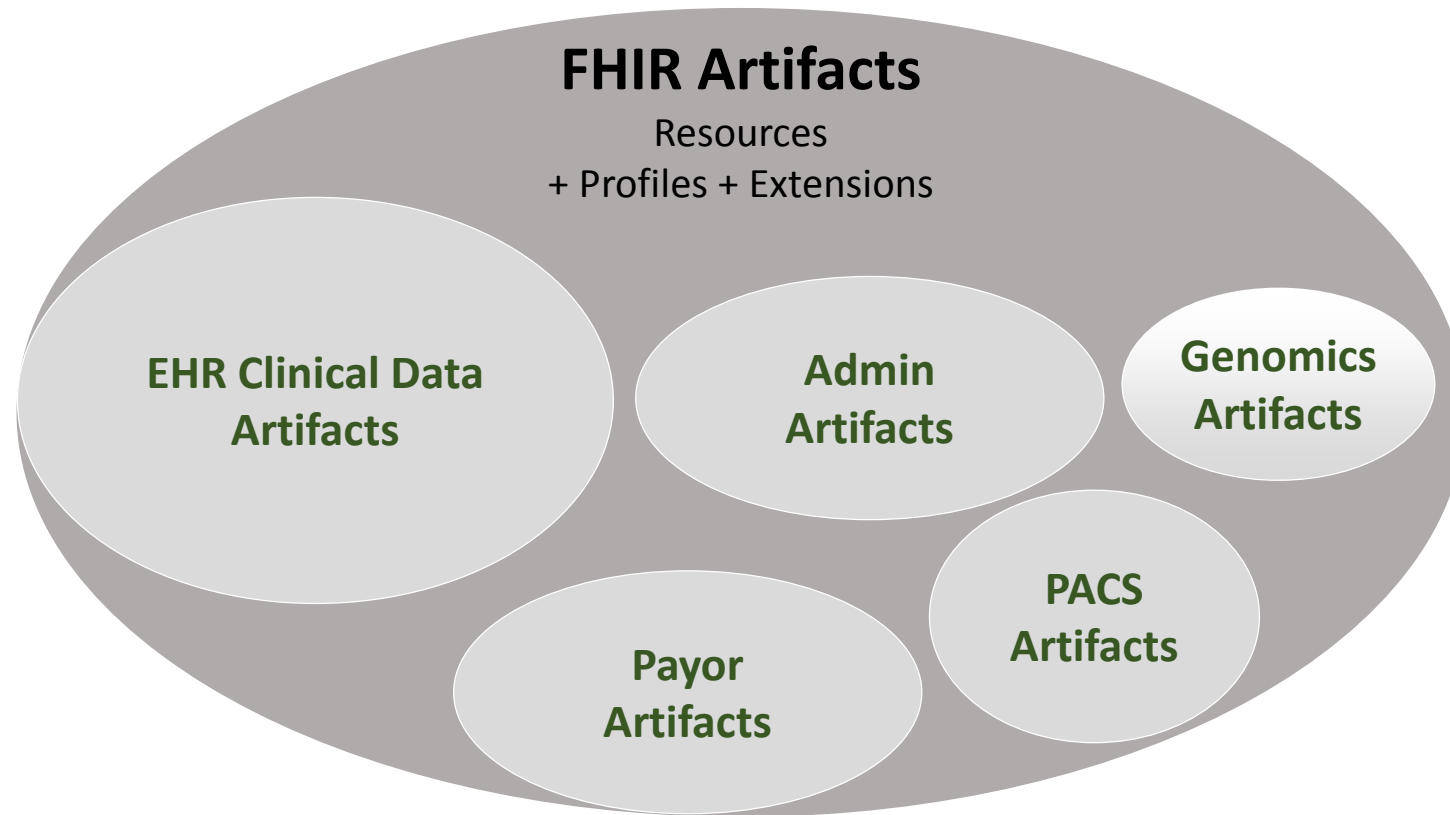 FHIR Artifacts
Resources
+ Profiles + Extensions
EHR Clinical Data
Artifacts
Admin
Artifacts
Genomics
Artifacts
PACS
Artifacts
Payor
Artifacts